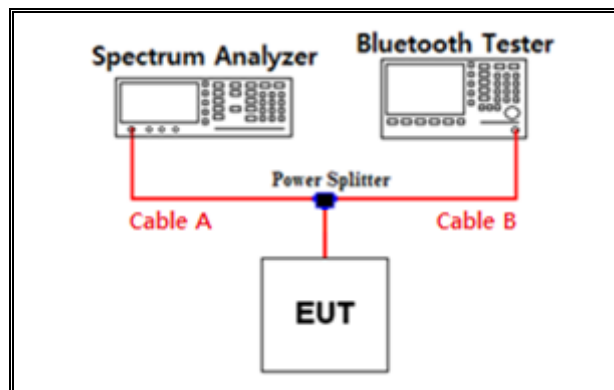 Spectrum Analyzer
Bluetooth Tester
Power Splitter
Cable A
Cable B
EUT